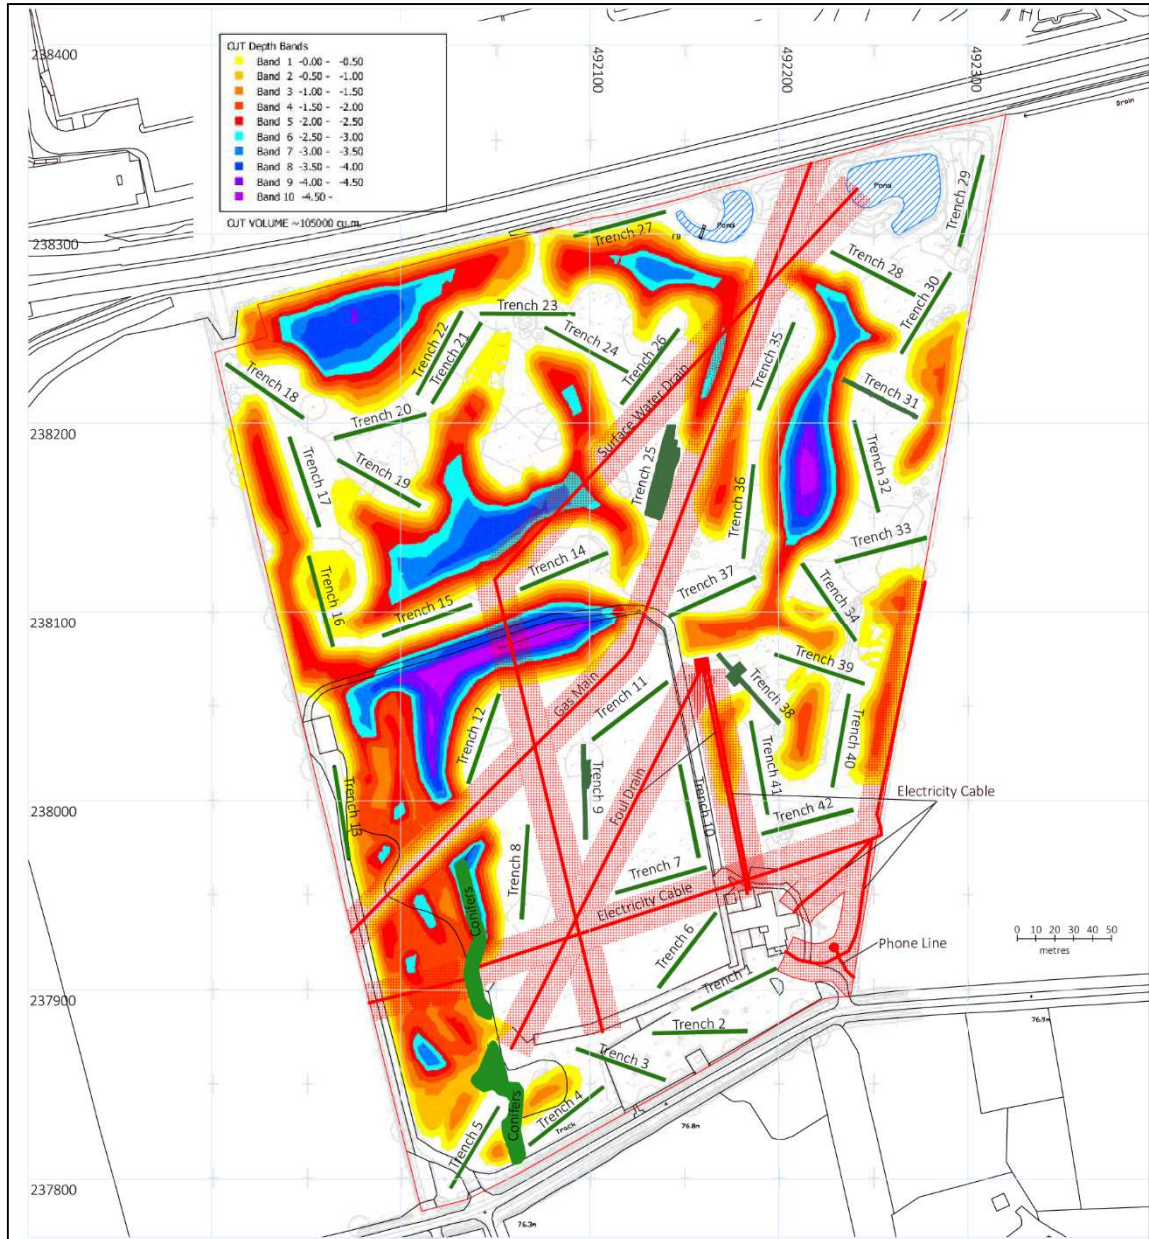 238400
CUT Depth Bands
Band 1 -0.00 - -0.50
Band 2 -0.50 - -1.00
Band 3 -1.00 - -1.50
Band 4 -1.50 - -2.00
Band 5 -2.00 - -2.50
Band 6 -2.50 - -3.00
Band 7 -3.00 - -3.50
Band 8 -3.50 - -4.00
Band 9 -4.00 - -4.50
Band 10 -4.50 -
CUT VOLUME ~105000 cu.m.
492100
492200
492300
Drain
Pond
Pond
FB
238300
Trench 27
Trench 28
Trench 29
Trench 30
Trench 23
Trench 22
Trench 21
Trench 24
Trench 26
Trench 35
Trench 18
Trench 20
Trench 31
Surface Water Drain
238200
Trench 17
Trench 19
Trench 25
Trench 36
Trench 32
Trench 33
Trench 14
Trench 16
Trench 15
Trench 37
Trench 34
238100
Trench 39
Trench 38
Gas Main
Trench 11
Trench 12
Trench 40
Trench 41
Trench 9
Foul Drain
Trench 10
Trench 13
Electricity Cable
238000
Trench 42
Trench 8
Trench 7
Conifers
Electricity Cable
Trench 6
0 10 20 30 40 50
metres
Phone Line
Trench 1
237900
Trench 2
76.9m
Trench 3
Trench 4
Trench 5
Conifers
Track
76.8m
237800
76.3m